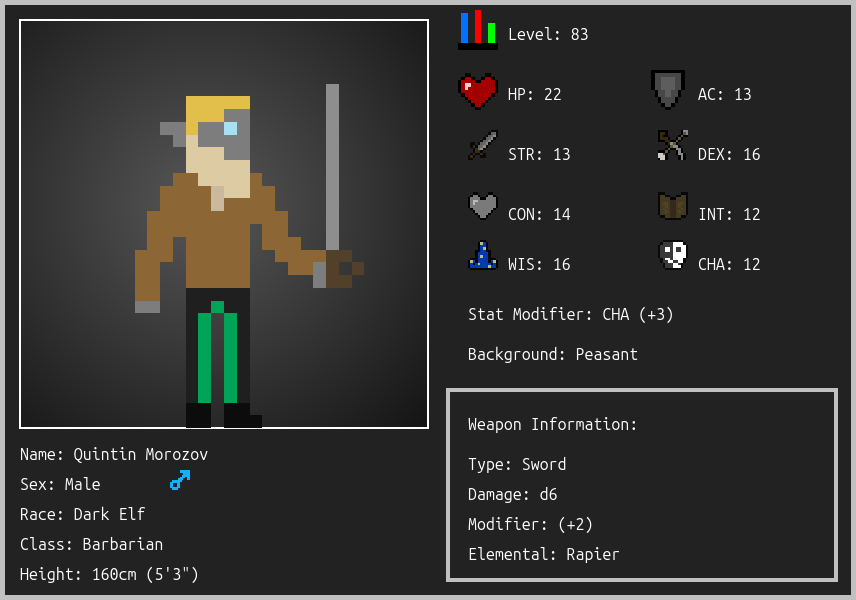 Level: 83
HP: 22
AC: 13
STR: 13
DEX: 16
CON: 14
INT: 12
WIS: 16
CHA: 12
Stat Modifier: CHA (+3)
Background: Peasant
Weapon Information:
Type: Sword
Damage: d6
Modifier: (+2)
Elemental: Rapier
Name: Quintin Morozov
Sex: Male
Race: Dark Elf
Class: Barbarian
Height: 160cm (5'3")